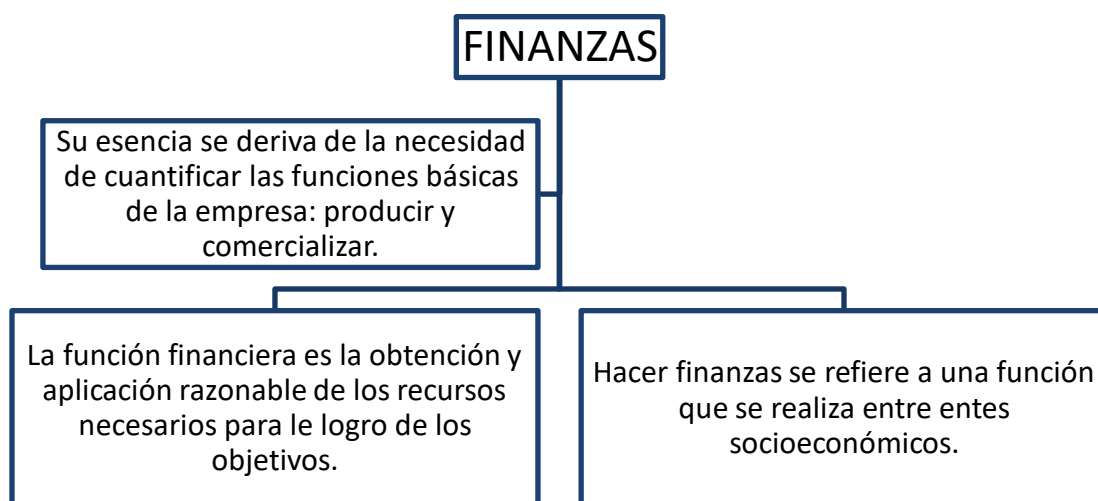 FINANZAS
Su esencia se deriva de la necesidad
de cuantificar las funciones básicas
de la empresa: producir y
comercializar.
La función financiera es la obtención y
aplicación razonable de los recursos
necesarios para le logro de los
objetivos.
Hacer finanzas se refiere a una función
que se realiza entre entes
socioeconómicos.